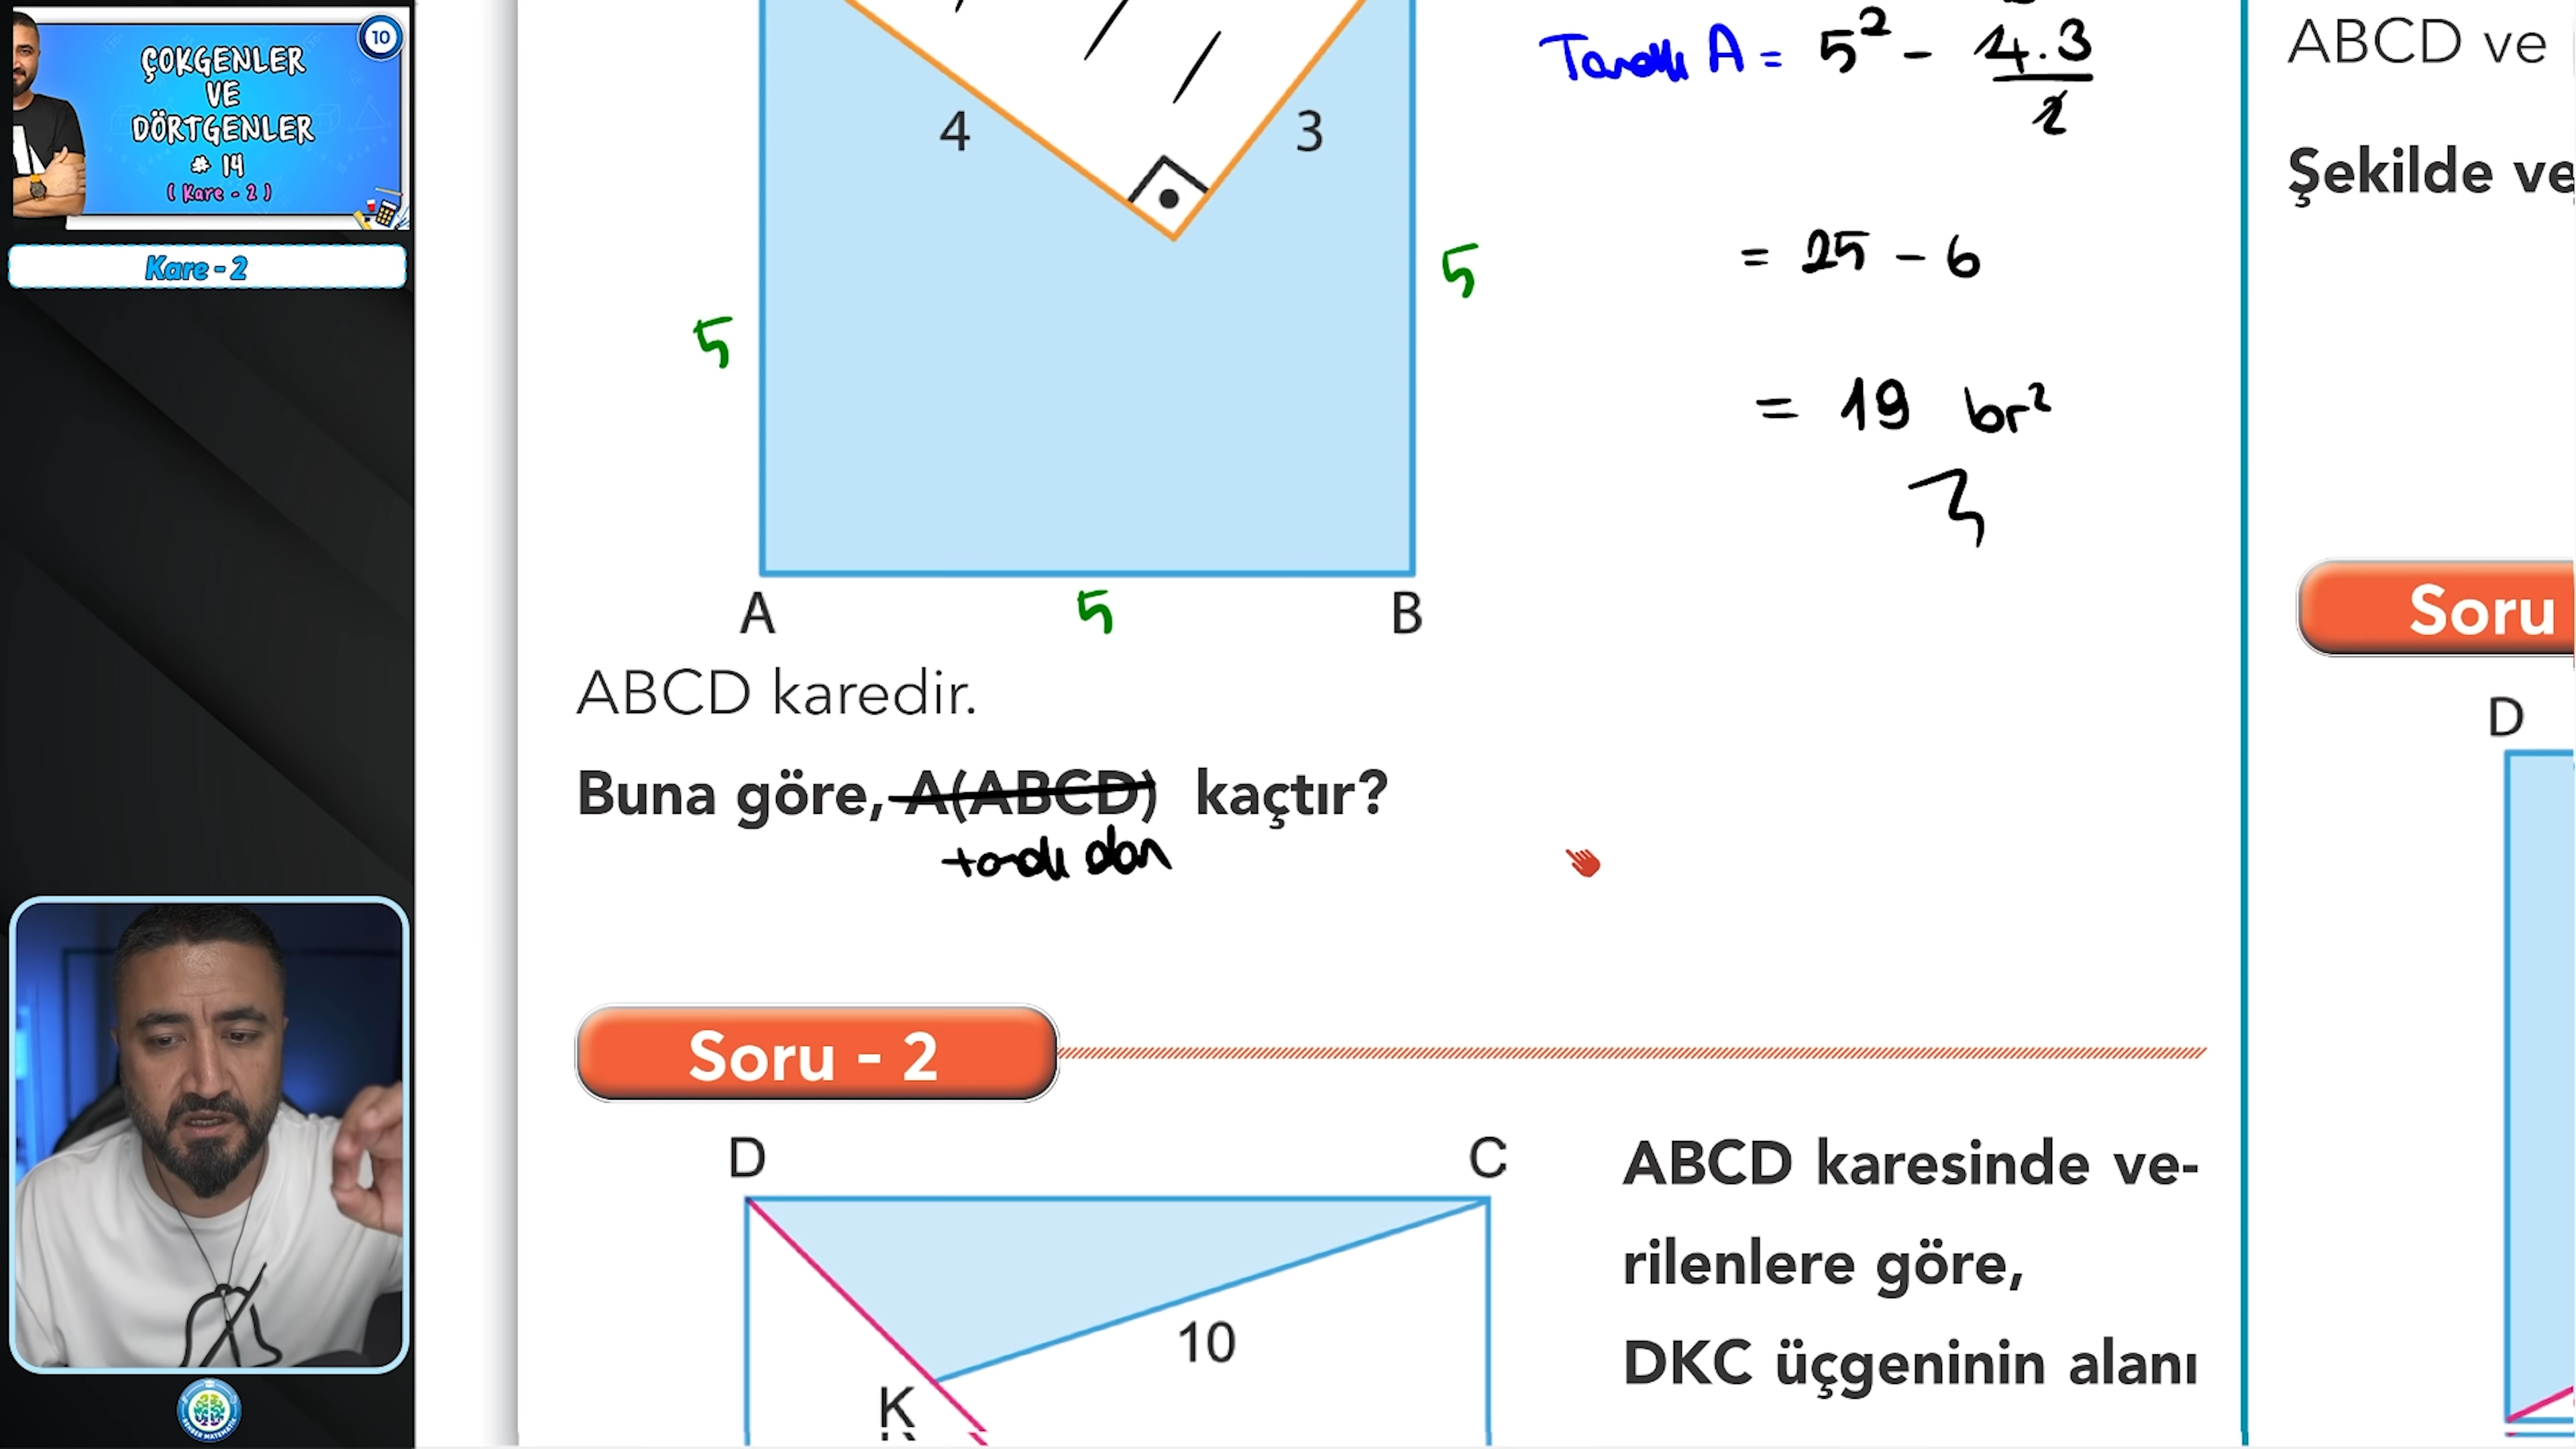 10
ÇOKGENLER
VE
DÖRTGENLER
# 14
( Kare - 2 )
Kare - 2
4
3
5
5
5
A
B
Taralı A = 5² - 4.3
2
= 25 - 6
= 19 br²
ABCD karedir.
Buna göre, A(ABCD) kaçtır?
taralı alan
Soru - 2
D
C
10
K
ABCD karesinde ve-
rilenlere göre,
DKC üçgeninin alanı
ABCD ve
Şekilde ve
Soru
D